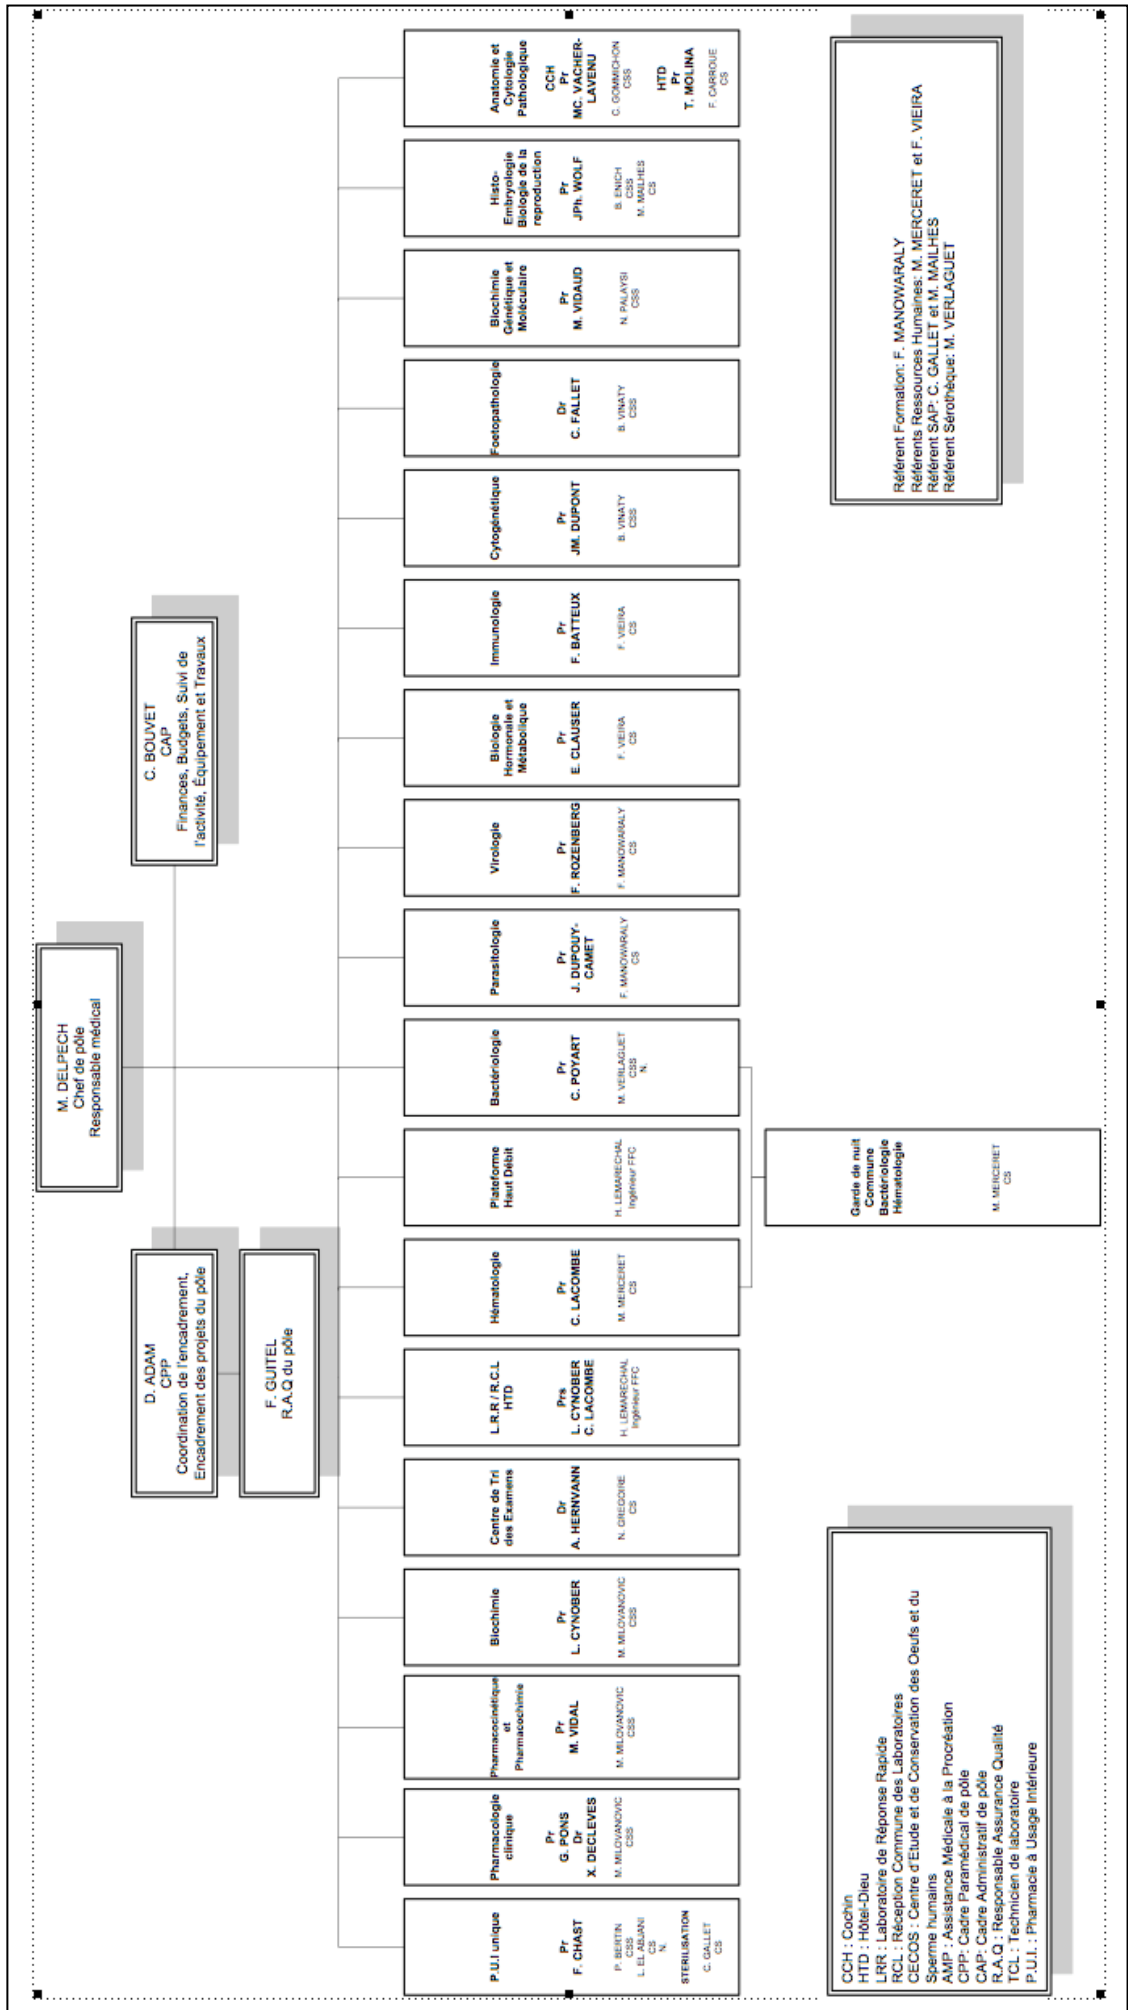 M. DELPECH
Chef de pôle
Responsable médical
D. ADAM
CPP
Coordination de l'encadrement,
Encadrement des projets du pôle
C. BOUVET
CAP
Finances, Budgets, Suivi de
l'activité, Équipement et Travaux
F. GUITEL
R.A.Q du pôle
P.U.I unique
Pr
F. CHAST
P. BERTIN
CSS
L. EL ABJANI
CS
N.
STERILISATION
C. GALLET
CS
Pharmacologie
clinique
Pr
G. PONS
Dr
X. DECLEVES
M. MILOVANOVIC
CSS
Pharmacocinétique
et
Pharmacochimie
Pr
M. VIDAL
M. MILOVANOVIC
CSS
Biochimie
Pr
L. CYNOBER
M. MILOVANOVIC
CSS
Centre de Tri
des Examens
Dr
A. HERNVANN
N. GREGOIRE
CS
L.R.R / R.C.L
HTD
Prs
L. CYNOBER
C. LACOMBE
H. LEMARECHAL
Ingénieur FFC
Hématologie
Pr
C. LACOMBE
M. MERCERET
CS
Plateforme
Haut Débit
H. LEMARECHAL
Ingénieur FFC
Bactériologie
Pr
C. POYART
M. VERLAGUET
CSS
N.
Parasitologie
Pr
J. DUPOUY-
CAMET
F. MANOWARALY
CS
Virologie
Pr
F. ROZENBERG
F. MANOWARALY
CS
Biologie
Hormonale et
Métabolique
Pr
E. CLAUSER
F. VIEIRA
CS
Immunologie
Pr
F. BATTEUX
F. VIEIRA
CS
Cytogénétique
Pr
JM. DUPONT
B. VINATY
CSS
Foetopathologie
Dr
C. FALLET
B. VINATY
CSS
Biochimie
Génétique et
Moléculaire
Pr
M. VIDAUD
N. PALAYSI
CSS
Histo-
Embryologie
Biologie de la
reproduction
Pr
JPh. WOLF
B. ENICH
CSS
M. MAILHES
CS
Anatomie et
Cytologie
Pathologique
CCH
Pr
MC. VACHER-
LAVENU
C. GOMMICHON
CSS
HTD
Pr
T. MOLINA
F. CARROUE
CS
Garde de nuit
Commune
Bactériologie
Hématologie
M. MERCERET
CS
CCH : Cochin
HTD : Hôtel-Dieu
LRR : Laboratoire de Réponse Rapide
RCL : Réception Commune des Laboratoires
CECOS : Centre d'Etude et de Conservation des Oeufs et du
Sperme humains
AMP : Assistance Médicale à la Procréation
CPP: Cadre Paramédical de pôle
CAP: Cadre Administratif de pôle
R.A.Q : Responsable Assurance Qualité
TCL : Technicien de laboratoire
P.U.I. : Pharmacie à Usage Intérieure
Référent Formation: F. MANOWARALY
Référents Ressources Humaines: M. MERCERET et F. VIEIRA
Référent SAP: C. GALLET et M. MAILHES
Référent Sérothèque: M. VERLAGUET